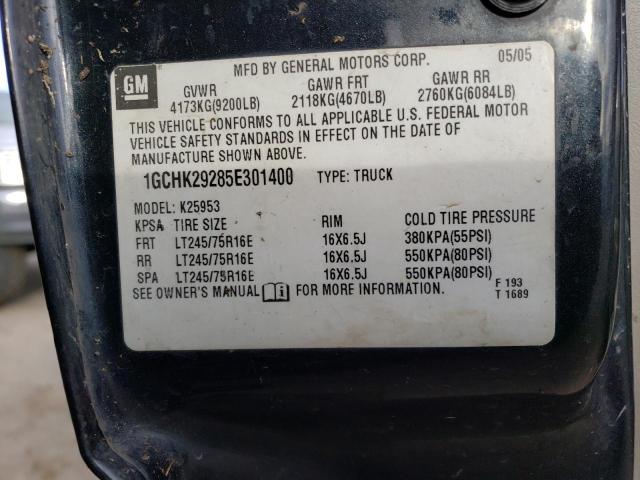 MFD BY GENERAL MOTORS CORP. 05/05
GM
GVWR GAWR FRT GAWR RR
4173KG(9200LB) 2118KG(4670LB) 2760KG(6084LB)
THIS VEHICLE CONFORMS TO ALL APPLICABLE U.S. FEDERAL MOTOR
VEHICLE SAFETY STANDARDS IN EFFECT ON THE DATE OF
MANUFACTURE SHOWN ABOVE.
1GCHK29285E301400 TYPE: TRUCK
MODEL: K25953
KPSA TIRE SIZE RIM COLD TIRE PRESSURE
FRT LT245/75R16E 16X6.5J 380KPA(55PSI)
RR LT245/75R16E 16X6.5J 550KPA(80PSI)
SPA LT245/75R16E 16X6.5J 550KPA(80PSI)
SEE OWNER'S MANUAL FOR MORE INFORMATION.
F 193
T 1689